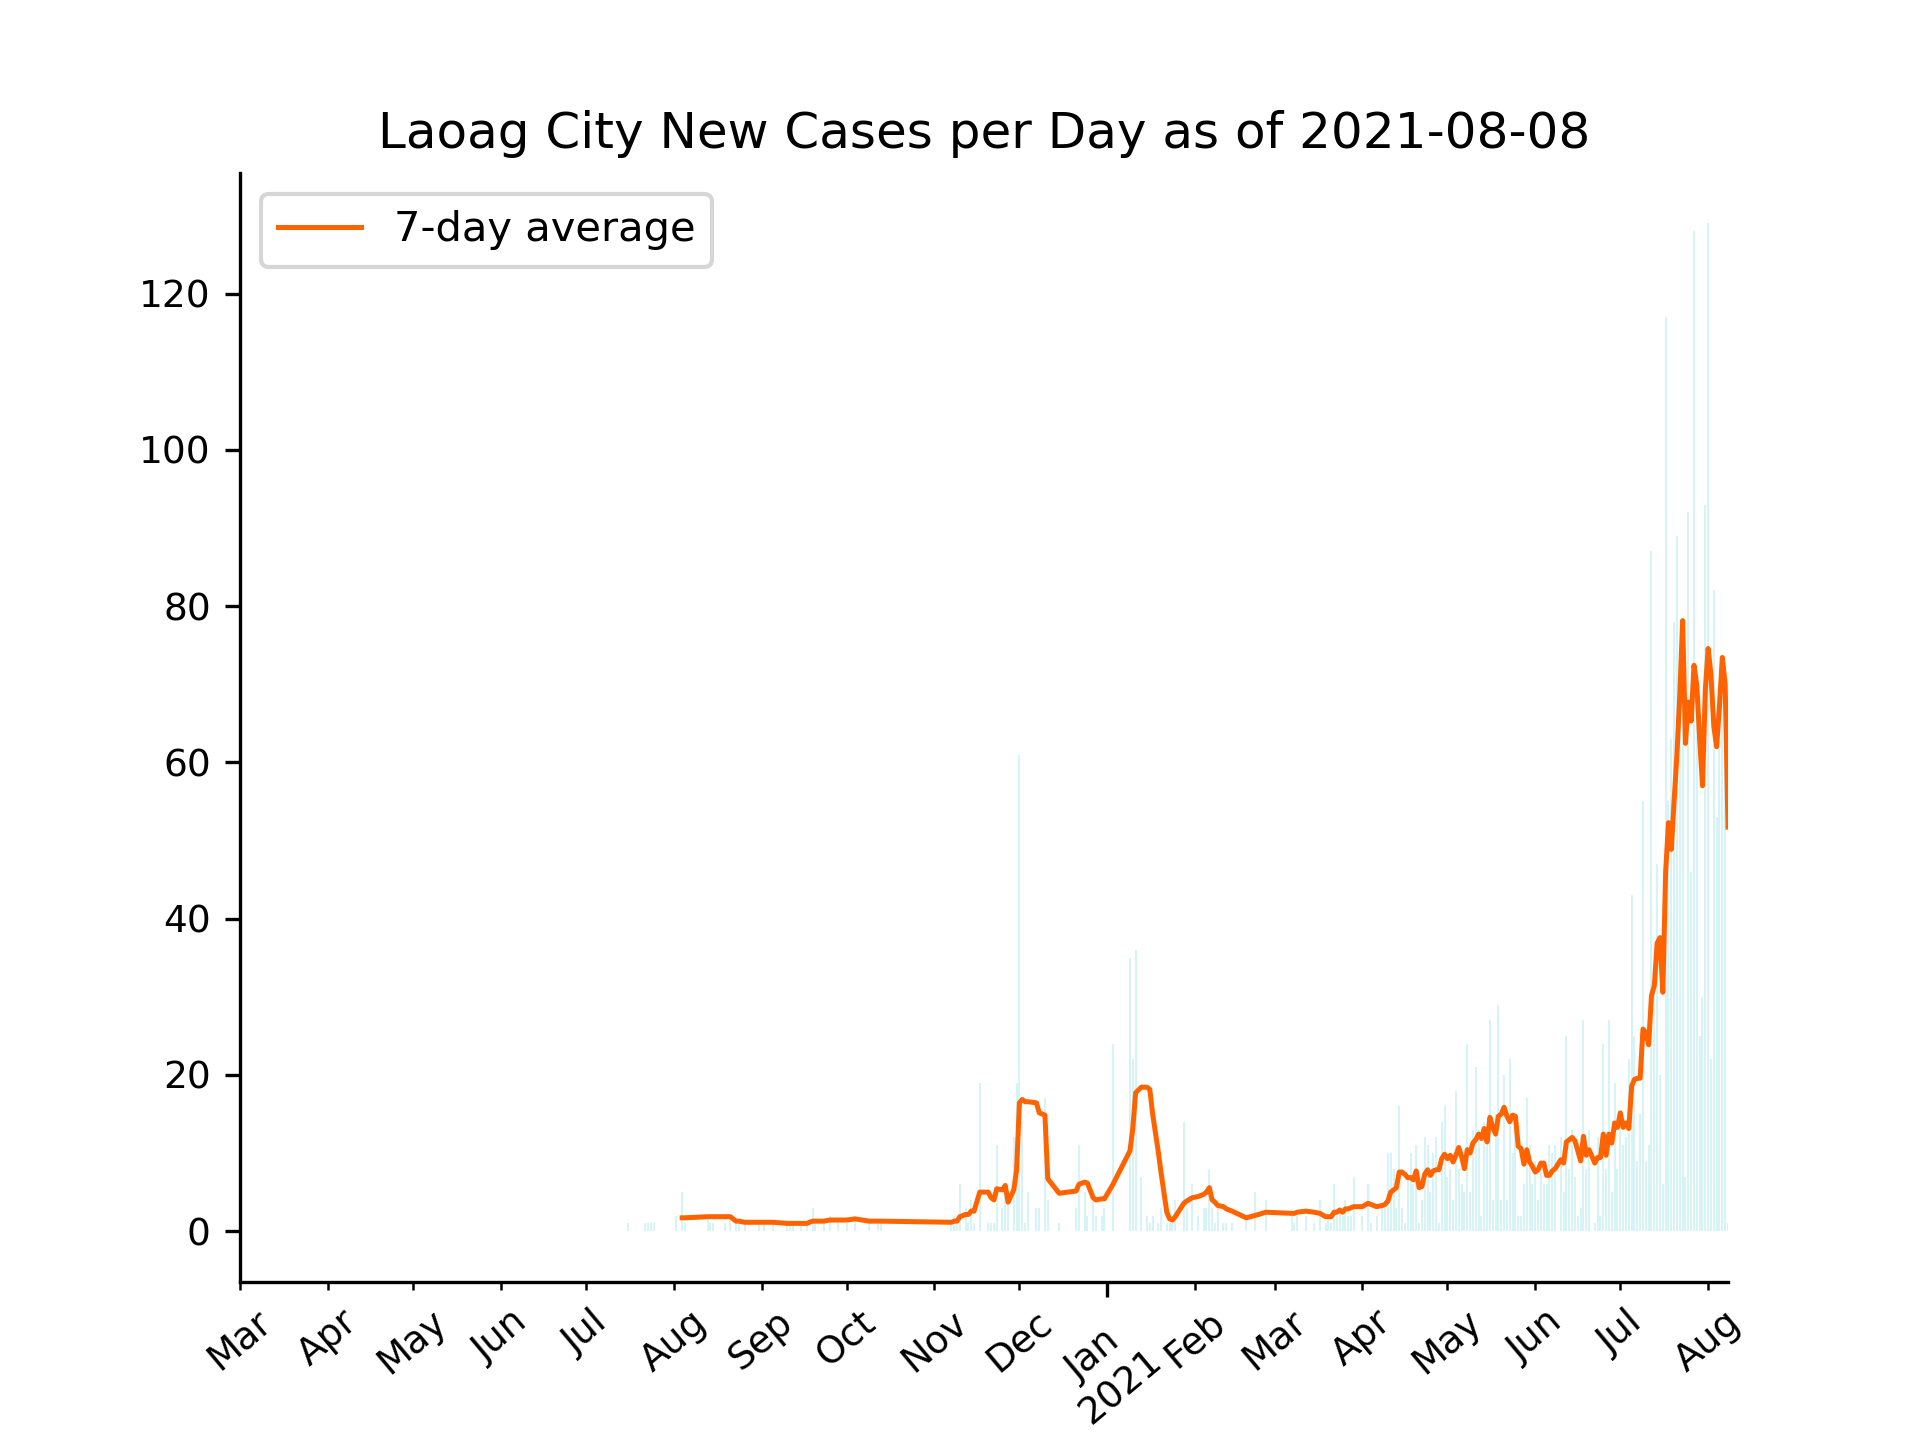 Laoag City New Cases per Day as of 2021-08-08
7-day average
120
100
80
60
40
20
0
Mar Apr May Jun Jul Aug Sep Oct Nov Dec Jan Feb Mar Apr May Jun Jul Aug
2021